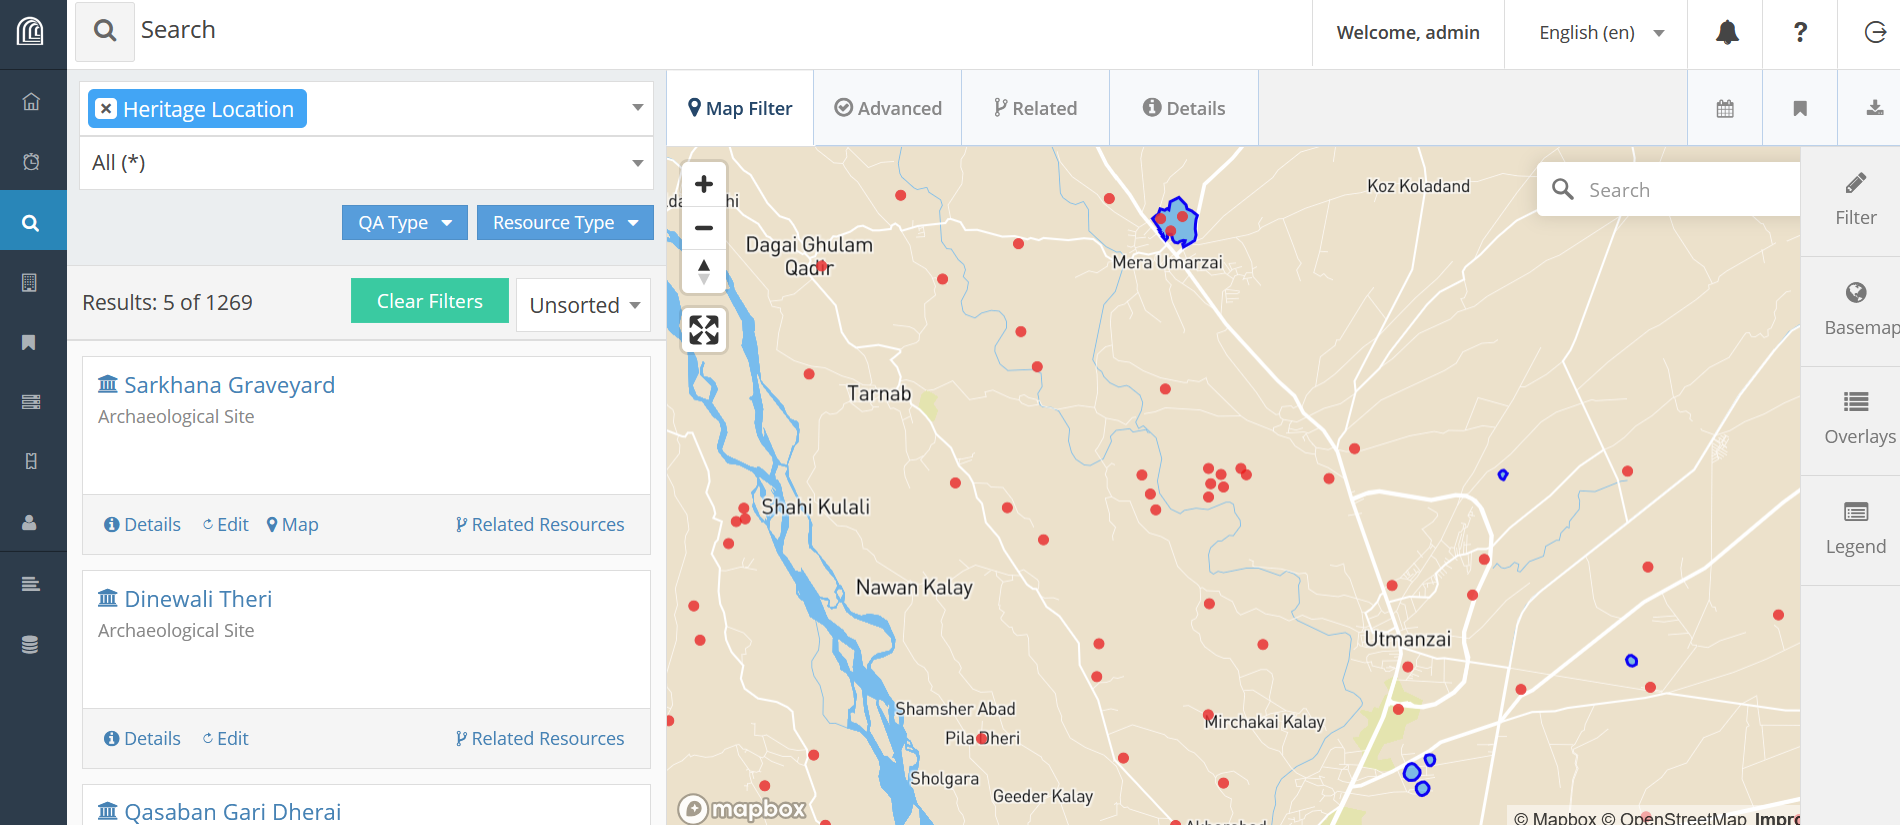 Search
Welcome, admin
English (en)
?
Heritage Location
All (*)
QA Type
Resource Type
Results: 5 of 1269
Clear Filters
Unsorted
Sarkhana Graveyard
Archaeological Site
Details Edit Map Related Resources
Dinewali Theri
Archaeological Site
Details Edit Related Resources
Qasaban Gari Dherai
Map Filter
Advanced
Related
Details
Search
Filter
Basemap
Overlays
Legend
Koz Koladand
Dagai Ghulam
Qadir
Mera Umarzai
Tarnab
Shahi Kulali
Nawan Kalay
Utmanzai
Shamsher Abad
Mirchakai Kalay
Pila Dheri
Sholgara
Geeder Kalay
mapbox
© Mapbox © OpenStreetMap